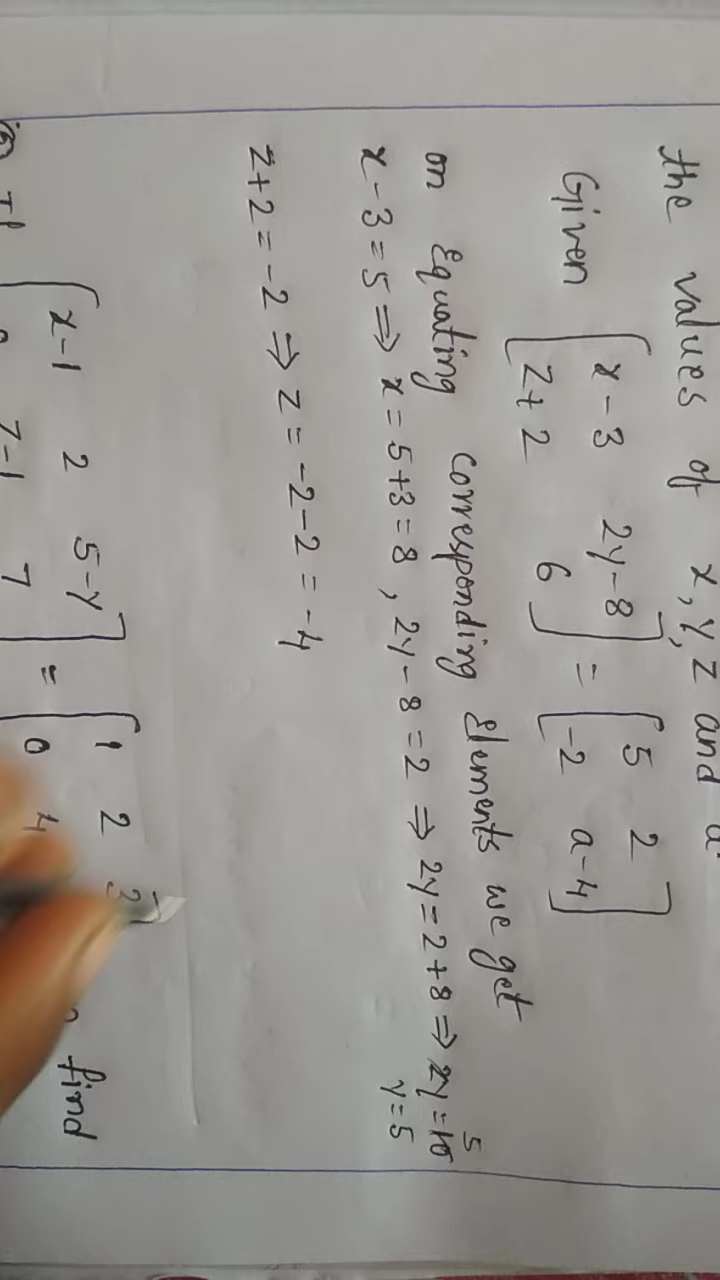 the values of x, y, z and a.
Given [ x - 3 2y - 8 ] = [ 5 2 ]
[ z + 2 6 ] [ -2 a - 4 ]
on Equating corresponding Elements we get
x - 3 = 5 ⇒ x = 5 + 3 = 8 , 2y - 8 = 2 ⇒ 2y = 2 + 8 ⇒ 2y = 10 5
y = 5
z + 2 = -2 ⇒ z = -2 - 2 = -4
[ x - 1 2 5 - y ] = [ 1 2 3 ] find
z - 1 7 0 4